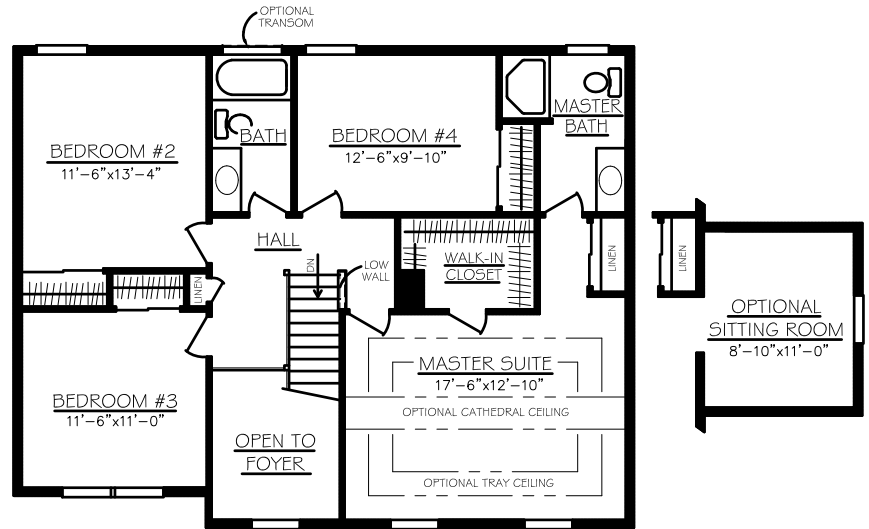 OPTIONAL
TRANSOM
BEDROOM #2
11'-6"x13'-4"
BATH
BEDROOM #4
12'-6"x9'-10"
MASTER
BATH
HALL
DN
LOW
WALL
WALK-IN
CLOSET
LINEN
LINEN
LINEN
OPTIONAL
SITTING ROOM
8'-10"x11'-0"
MASTER SUITE
17'-6"x12'-10"
BEDROOM #3
11'-6"x11'-0"
OPTIONAL CATHEDRAL CEILING
OPEN TO
FOYER
OPTIONAL TRAY CEILING